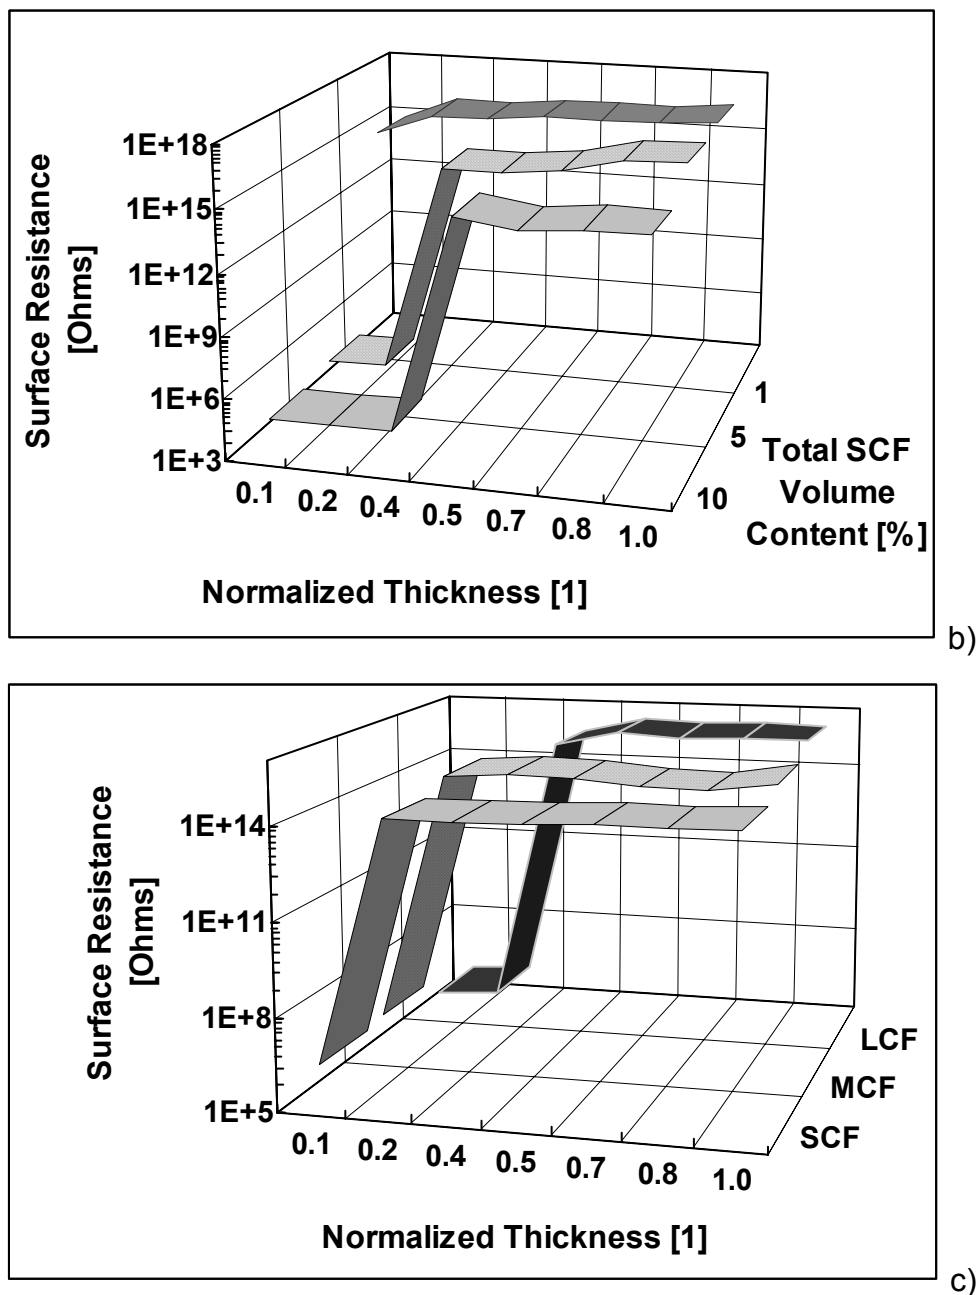 1E+18
1E+15
1E+12
1E+9
1E+6
1E+3
Surface Resistance
[Ohms]
0.1
0.2
0.4
0.5
0.7
0.8
1.0
Normalized Thickness [1]
1
5
10
Total SCF
Volume
Content [%]
b)
1E+14
1E+11
1E+8
1E+5
Surface Resistance
[Ohms]
0.1
0.2
0.4
0.5
0.7
0.8
1.0
Normalized Thickness [1]
LCF
MCF
SCF
c)